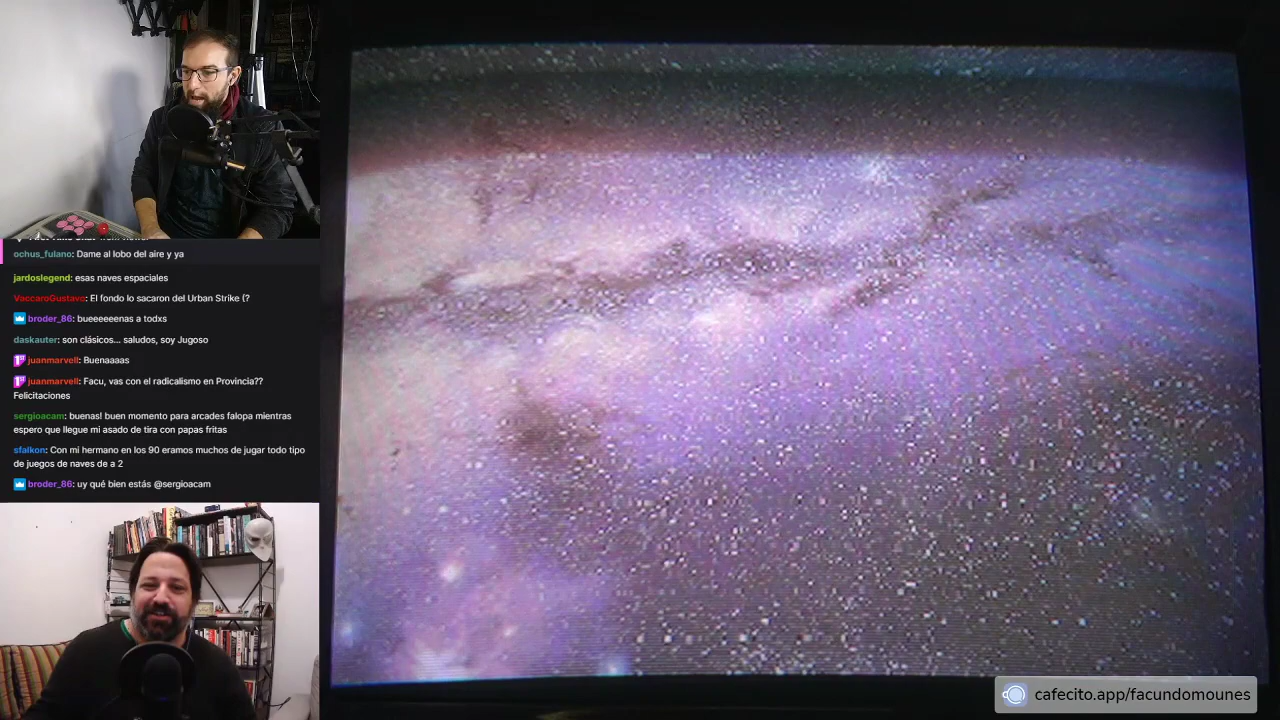 ochus_fulano: Dame al lobo del aire y ya
jardoslegend: esas naves espaciales
VaccaroGustavo: El fondo lo sacaron del Urban Strike (?
broder_86: bueeeeeenas a todxs
daskauter: son clásicos... saludos, soy Jugoso
juanmarvell: Buenaaaas
juanmarvell: Facu, vas con el radicalismo en Provincia??
Felicitaciones
sergioacam: buenas! buen momento para arcades falopa mientras
espero que llegue mi asado de tira con papas fritas
sfalkon: Con mi hermano en los 90 eramos muchos de jugar todo tipo
de juegos de naves de a 2
broder_86: uy qué bien estás @sergioacam
cafecito.app/facundomounes